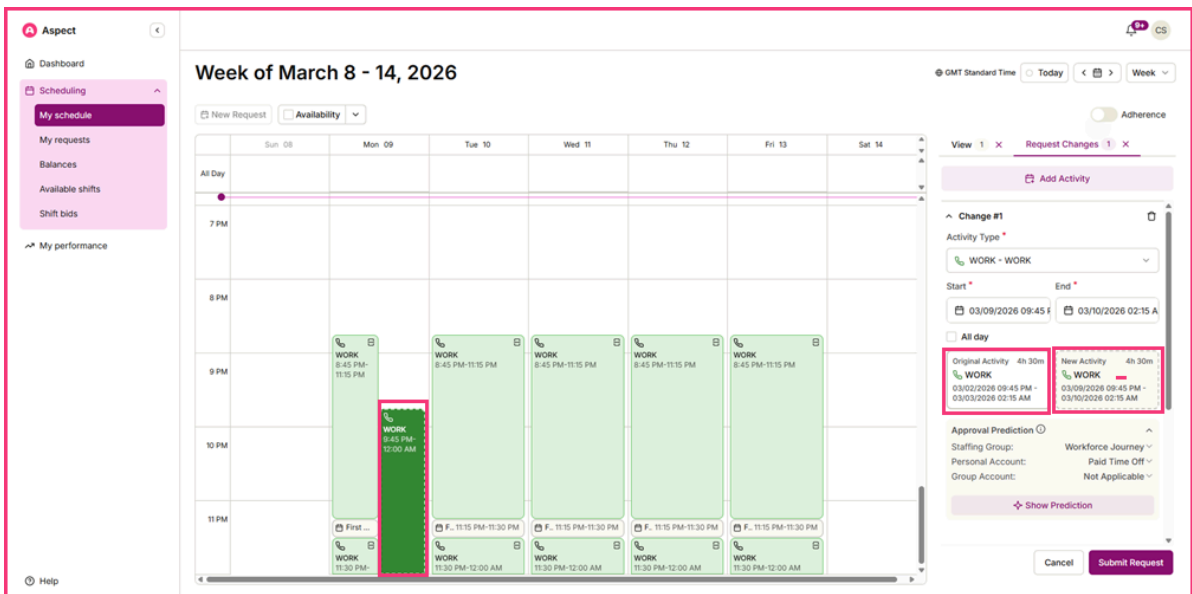 Aspect
9+
CS
Dashboard
Scheduling
My schedule
My requests
Balances
Available shifts
Shift bids
My performance
Help
Week of March 8 - 14, 2026
GMT Standard Time
Today
Week
New Request
Availability
Adherence
Sun 08 Mon 09 Tue 10 Wed 11 Thu 12 Fri 13 Sat 14
All Day
7 PM
8 PM
9 PM
10 PM
11 PM
WORK
8:45 PM-
11:15 PM
WORK
8:45 PM-11:15 PM
WORK
8:45 PM-11:15 PM
WORK
8:45 PM-11:15 PM
WORK
8:45 PM-11:15 PM
WORK
9:45 PM-
12:00 AM
First ...
F... 11:15 PM-11:30 PM
F... 11:15 PM-11:30 PM
F... 11:15 PM-11:30 PM
F... 11:15 PM-11:30 PM
WORK
11:30 PM-
WORK
11:30 PM-12:00 AM
WORK
11:30 PM-12:00 AM
WORK
11:30 PM-12:00 AM
WORK
11:30 PM-12:00 AM
View 1 Request Changes 1
Add Activity
Change #1
Activity Type *
WORK - WORK
Start * End *
03/09/2026 09:45 03/10/2026 02:15 A
All day
Original Activity 4h 30m
WORK
03/02/2026 09:45 PM -
03/03/2026 02:15 AM
New Activity 4h 30m
WORK
03/09/2026 09:45 PM -
03/10/2026 02:15 AM
Approval Prediction
Staffing Group: Workforce Journey
Personal Account: Paid Time Off
Group Account: Not Applicable
Show Prediction
Cancel
Submit Request